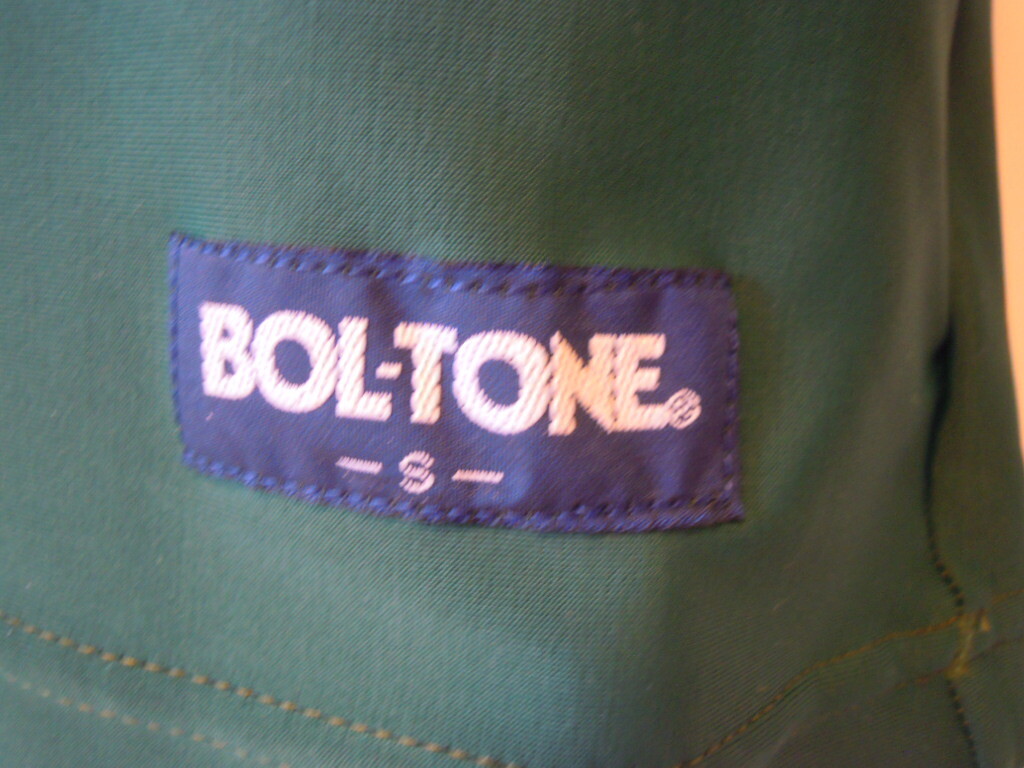 BOL-TONE®
— S —